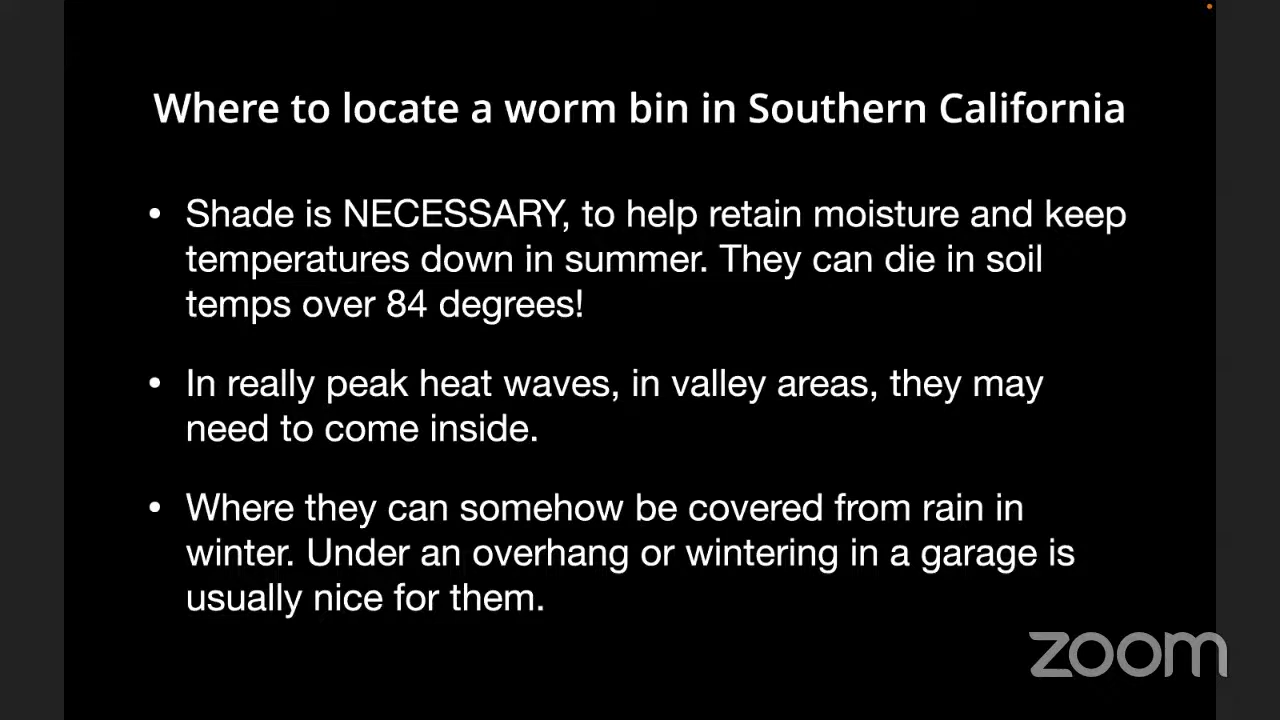 Where to locate a worm bin in Southern California
• Shade is NECESSARY, to help retain moisture and keep
temperatures down in summer. They can die in soil
temps over 84 degrees!
• In really peak heat waves, in valley areas, they may
need to come inside.
• Where they can somehow be covered from rain in
winter. Under an overhang or wintering in a garage is
usually nice for them.
zoom